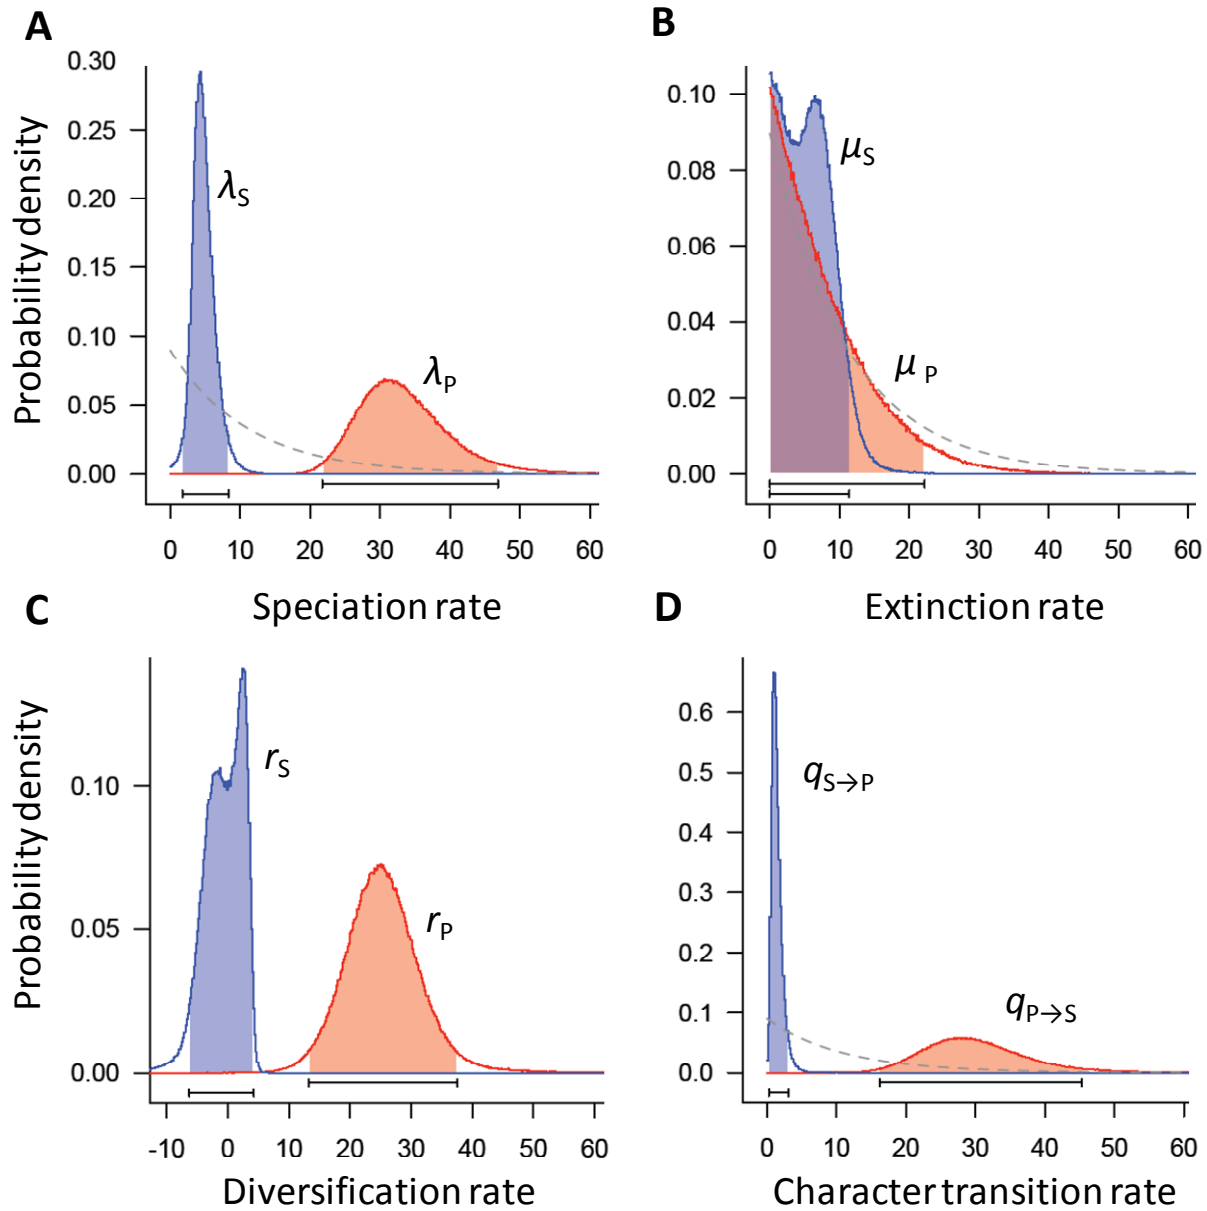 A
Probability density
0.30
0.25
0.20
0.15
0.10
0.05
0.00
λS
λP
0 10 20 30 40 50 60
Speciation rate
B
0.10
0.08
0.06
0.04
0.02
0.00
μS
μ P
0 10 20 30 40 50 60
Extinction rate
C
Probability density
0.10
0.05
0.00
rS
rP
-10 0 10 20 30 40 50 60
Diversification rate
D
0.6
0.5
0.4
0.3
0.2
0.1
0.0
qS→P
qP→S
0 10 20 30 40 50 60
Character transition rate